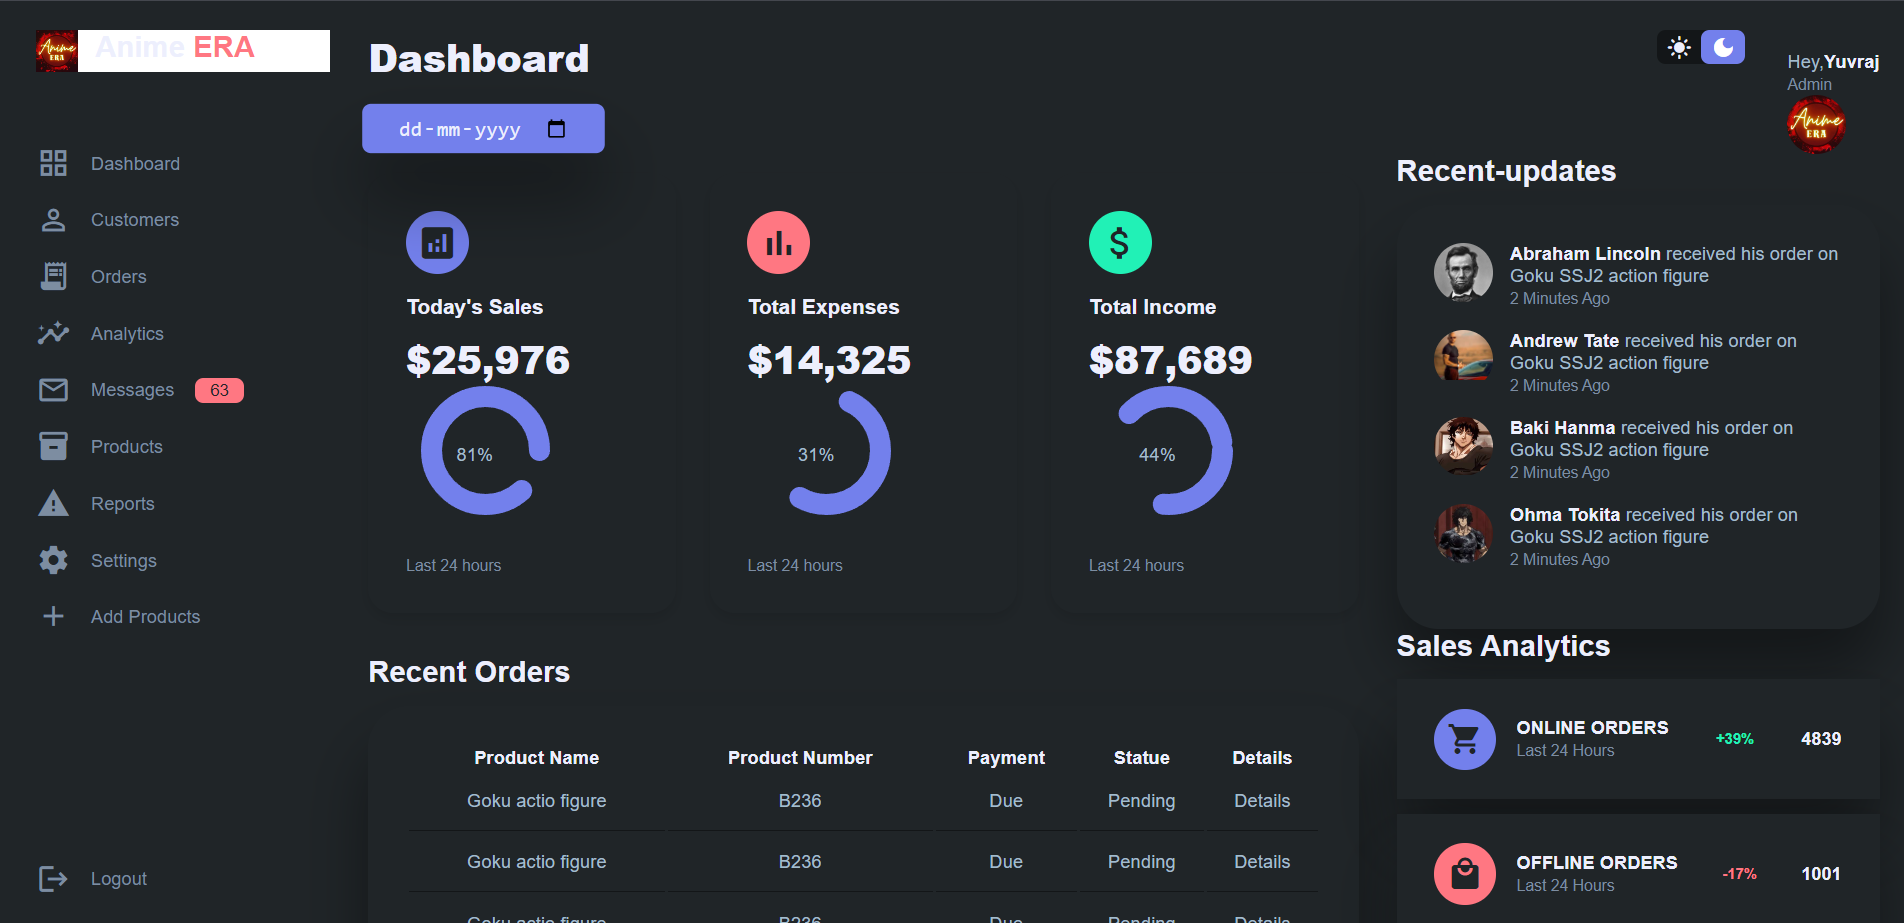 Anime ERA
Anime ERA
Dashboard
Customers
Orders
Analytics
Messages 63
Products
Reports
Settings
Add Products
Logout
Dashboard
dd-mm-yyyy
Today's Sales
$25,976
81%
Last 24 hours
Total Expenses
$14,325
31%
Last 24 hours
Total Income
$87,689
44%
Last 24 hours
Recent Orders
Product Name Product Number Payment Statue Details
Goku actio figure B236 Due Pending Details
Goku actio figure B236 Due Pending Details
Goku actio figure B236 Due Pending Details
Hey,Yuvraj
Admin
Anime ERA
Recent-updates
Abraham Lincoln received his order on
Goku SSJ2 action figure
2 Minutes Ago
Andrew Tate received his order on
Goku SSJ2 action figure
2 Minutes Ago
Baki Hanma received his order on
Goku SSJ2 action figure
2 Minutes Ago
Ohma Tokita received his order on
Goku SSJ2 action figure
2 Minutes Ago
Sales Analytics
ONLINE ORDERS +39% 4839
Last 24 Hours
OFFLINE ORDERS -17% 1001
Last 24 Hours